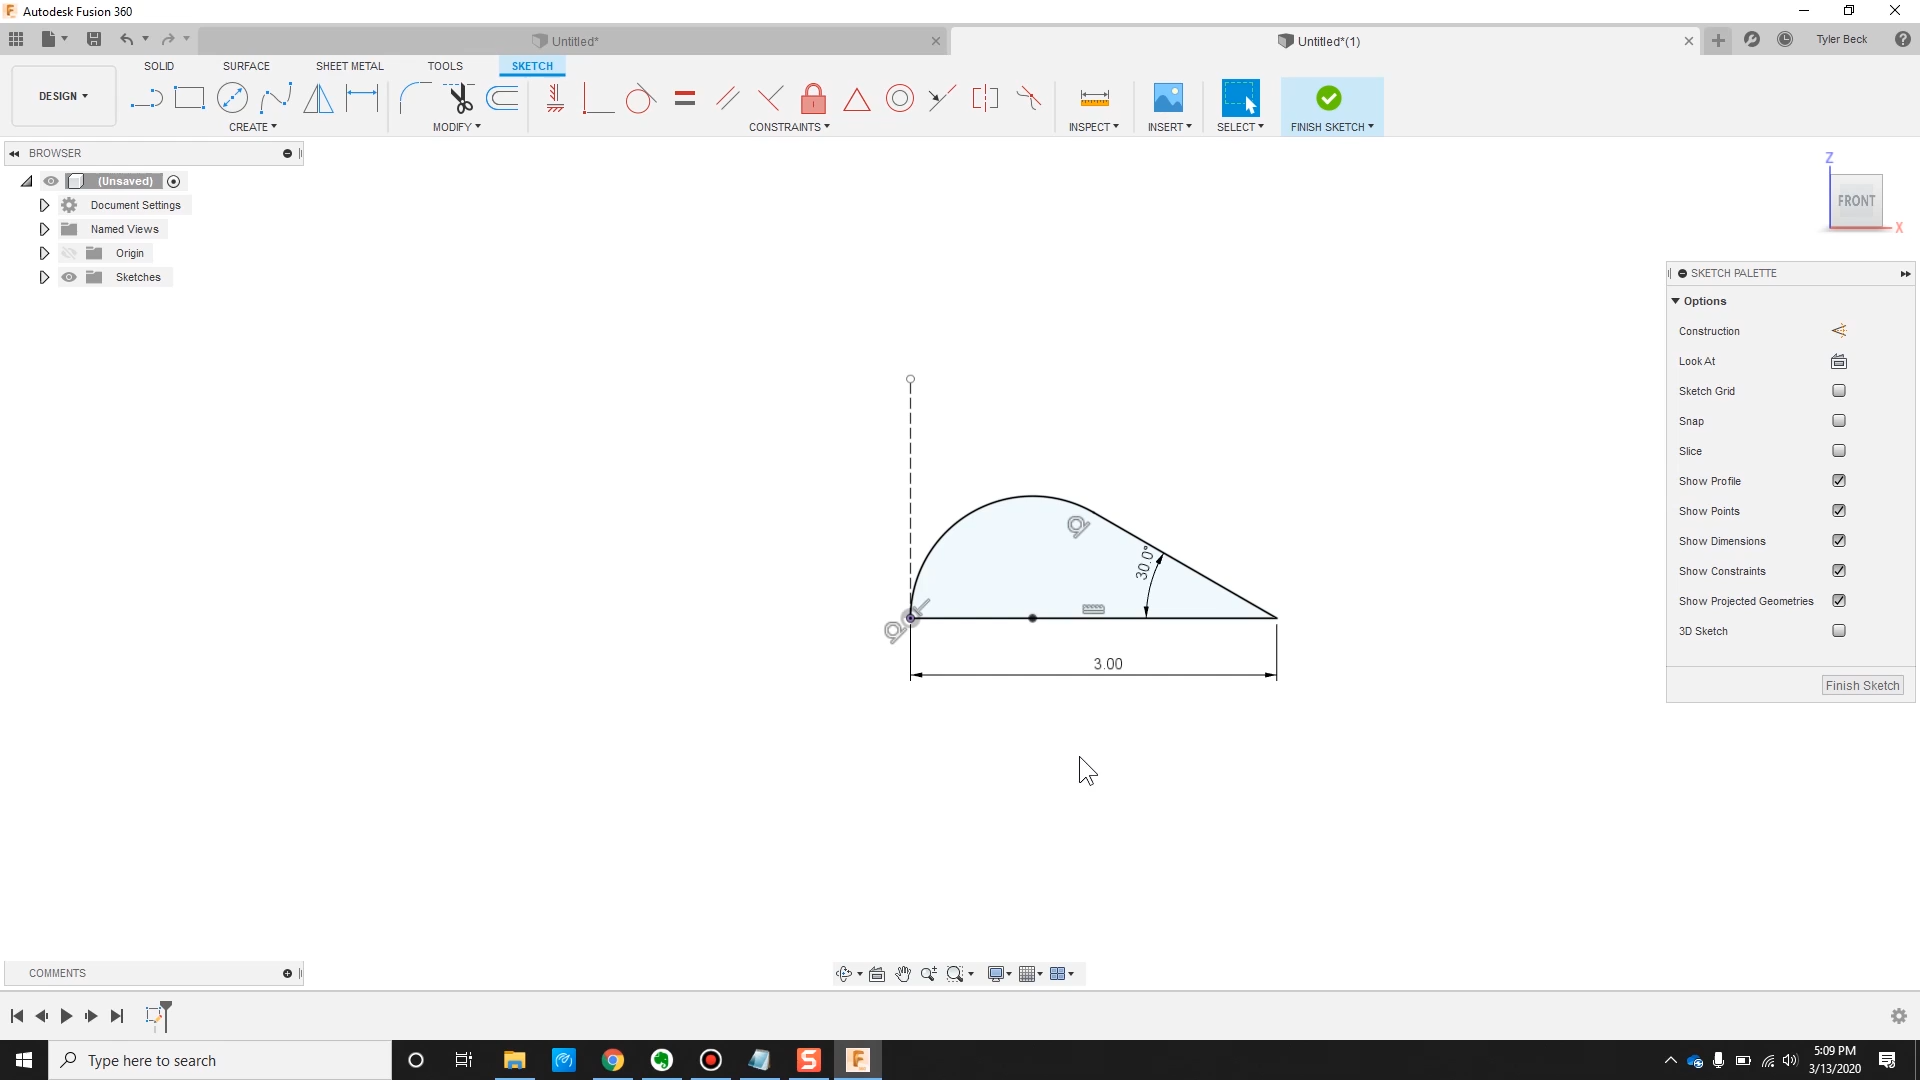 Autodesk Fusion 360
Untitled*
Untitled*(1)
Tyler Beck
SOLID
SURFACE
SHEET METAL
TOOLS
SKETCH
DESIGN
CREATE
MODIFY
CONSTRAINTS
INSPECT
INSERT
SELECT
FINISH SKETCH
BROWSER
(Unsaved)
Document Settings
Named Views
Origin
Sketches
Z
FRONT
X
SKETCH PALETTE
Options
Construction
Look At
Sketch Grid
Snap
Slice
Show Profile
Show Points
Show Dimensions
Show Constraints
Show Projected Geometries
3D Sketch
Finish Sketch
30.0°
3.00
COMMENTS
Type here to search
5:09 PM
3/13/2020